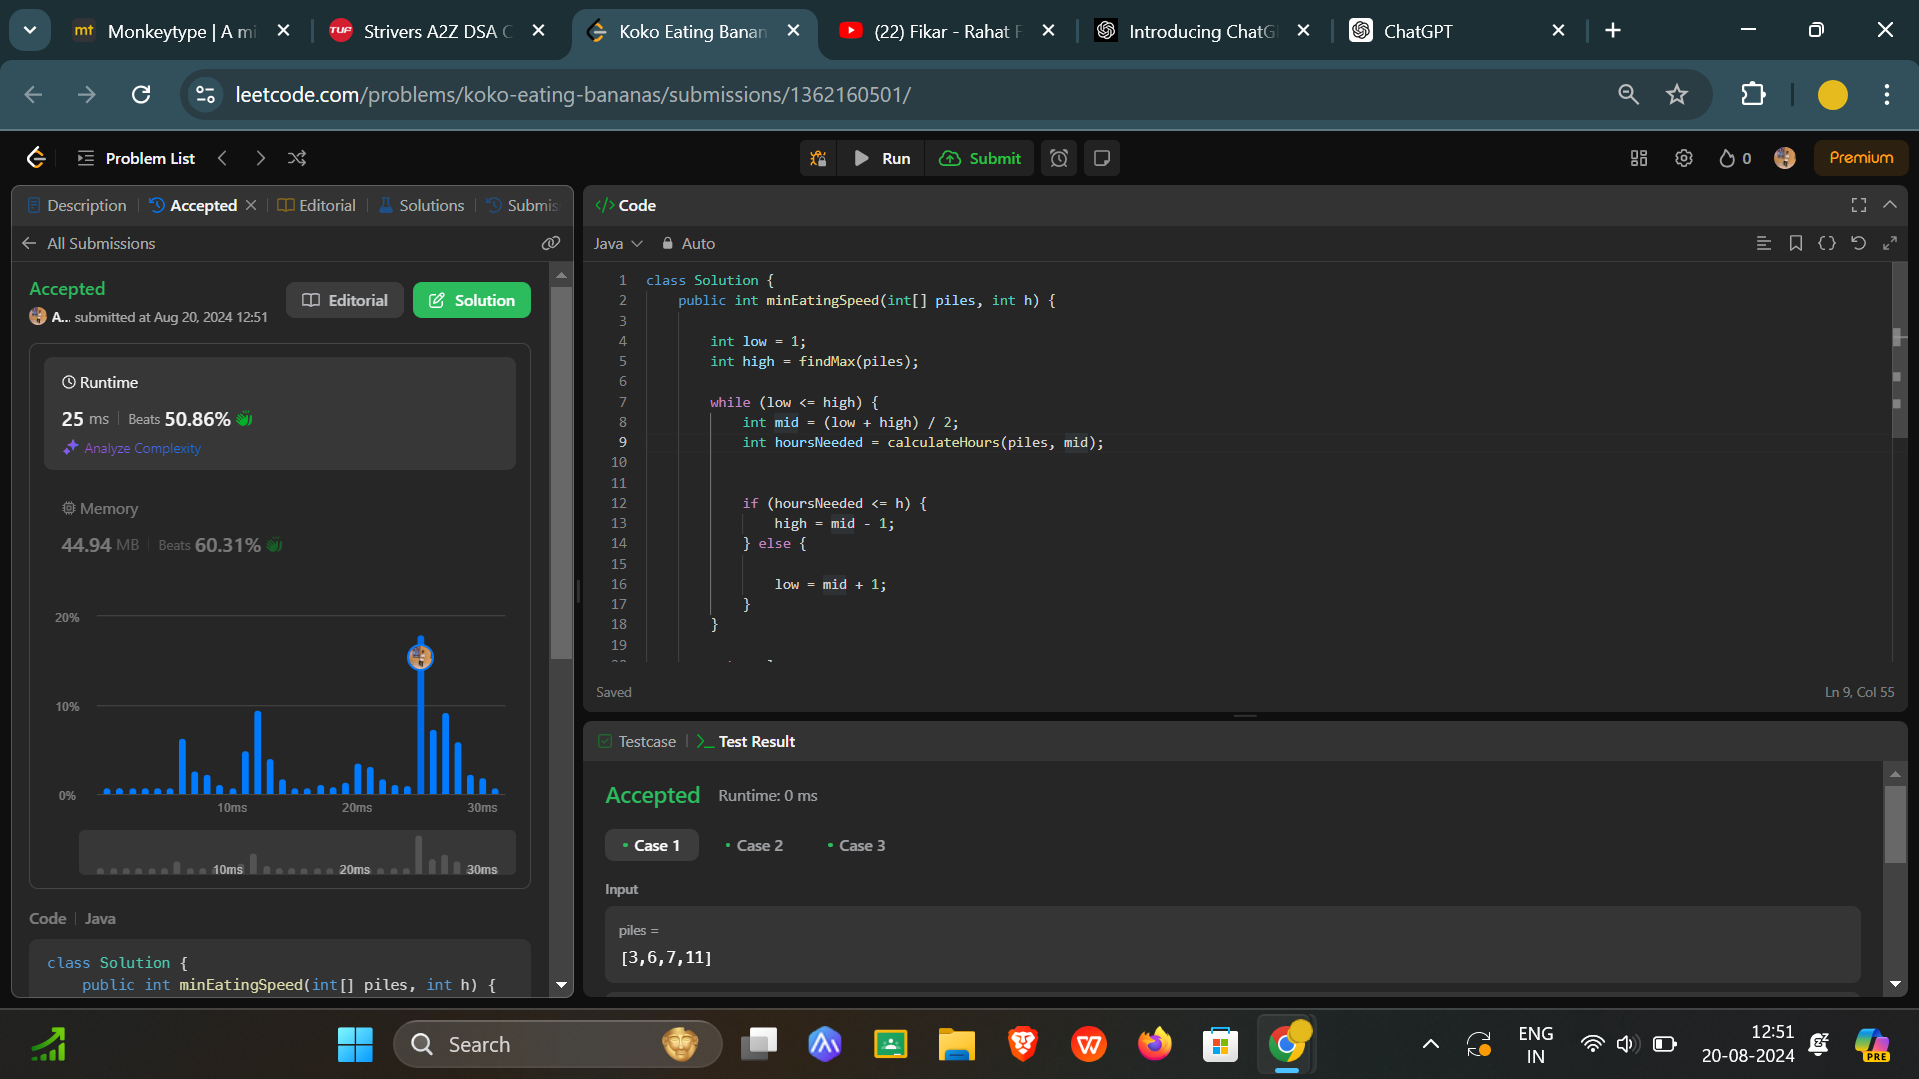 mt Monkeytype | A mi
TUF Strivers A2Z DSA C
Koko Eating Banan
(22) Fikar - Rahat F
Introducing ChatG
ChatGPT
leetcode.com/problems/koko-eating-bananas/submissions/1362160501/
Problem List
Run
Submit
0
Premium
Description
Accepted
Editorial
Solutions
Submis
All Submissions
Accepted
A.. submitted at Aug 20, 2024 12:51
Editorial
Solution
Runtime
25 ms Beats 50.86%
Analyze Complexity
Memory
44.94 MB Beats 60.31%
20%
10%
0%
10ms 20ms 30ms
10ms 20ms 30ms
Code | Java
class Solution {
public int minEatingSpeed(int[] piles, int h) {
</> Code
Java Auto
1 class Solution {
2 public int minEatingSpeed(int[] piles, int h) {
3
4 int low = 1;
5 int high = findMax(piles);
6
7 while (low <= high) {
8 int mid = (low + high) / 2;
9 int hoursNeeded = calculateHours(piles, mid);
10
11
12 if (hoursNeeded <= h) {
13 high = mid - 1;
14 } else {
15
16 low = mid + 1;
17 }
18 }
19
Saved
Ln 9, Col 55
Testcase
Test Result
Accepted Runtime: 0 ms
Case 1
Case 2
Case 3
Input
piles =
[3,6,7,11]
Search
ENG
IN
12:51
20-08-2024
PRE